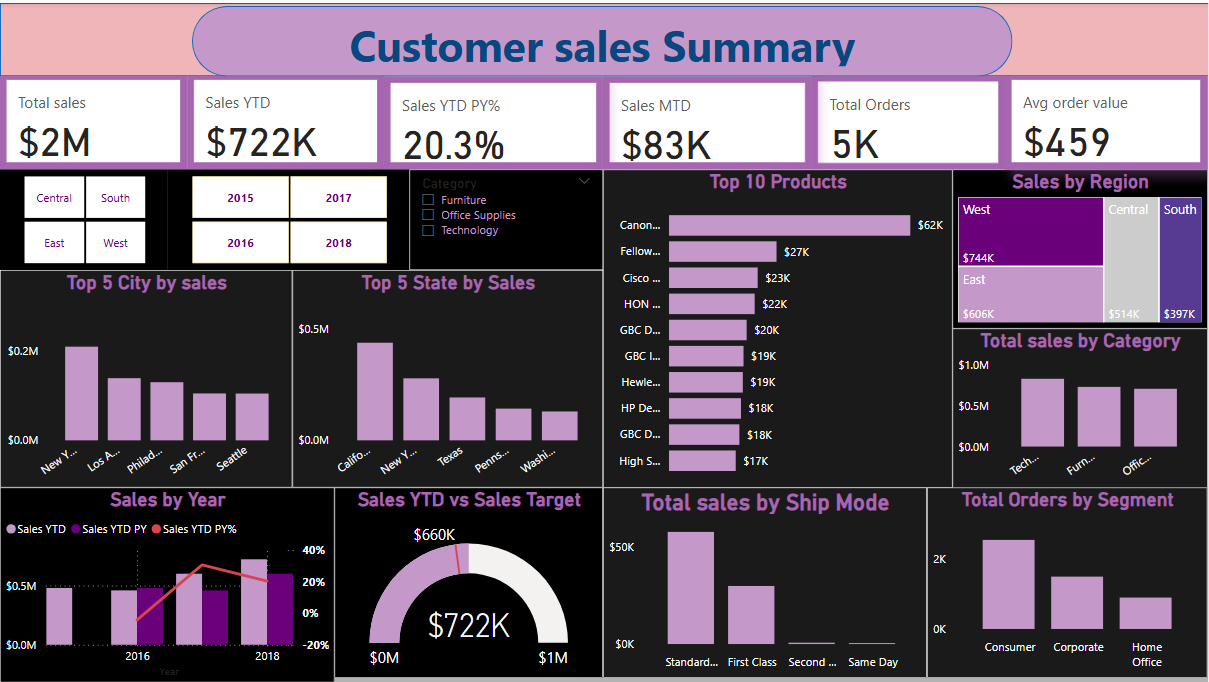 Customer sales Summary
Total sales
$2M
Sales YTD
$722K
Sales YTD PY%
20.3%
Sales MTD
$83K
Total Orders
5K
Avg order value
$459
Central
South
East
West
2015
2017
2016
2018
Category
Furniture
Office Supplies
Technology
Top 10 Products
Canon... $62K
Fellow... $27K
Cisco ... $23K
HON ... $22K
GBC D... $20K
GBC I... $19K
Hewle... $19K
HP De... $18K
GBC D... $18K
High S... $17K
Sales by Region
West
$744K
East
$606K
Central
$514K
South
$397K
Top 5 City by sales
$0.2M
$0.0M
New Y...
Los A...
Philad...
San Fr...
Seattle
Top 5 State by Sales
$0.5M
$0.0M
Califo...
New Y...
Texas
Penns...
Washi...
Total sales by Category
$1.0M
$0.5M
$0.0M
Tech...
Furn...
Offic...
Sales by Year
Sales YTD Sales YTD PY Sales YTD PY%
$0.5M
$0.0M
40%
20%
0%
-20%
2016
2018
Year
Sales YTD vs Sales Target
$660K
$722K
$0M
$1M
Total sales by Ship Mode
$50K
$0K
Standard...
First Class
Second ...
Same Day
Total Orders by Segment
2K
0K
Consumer
Corporate
Home
Office